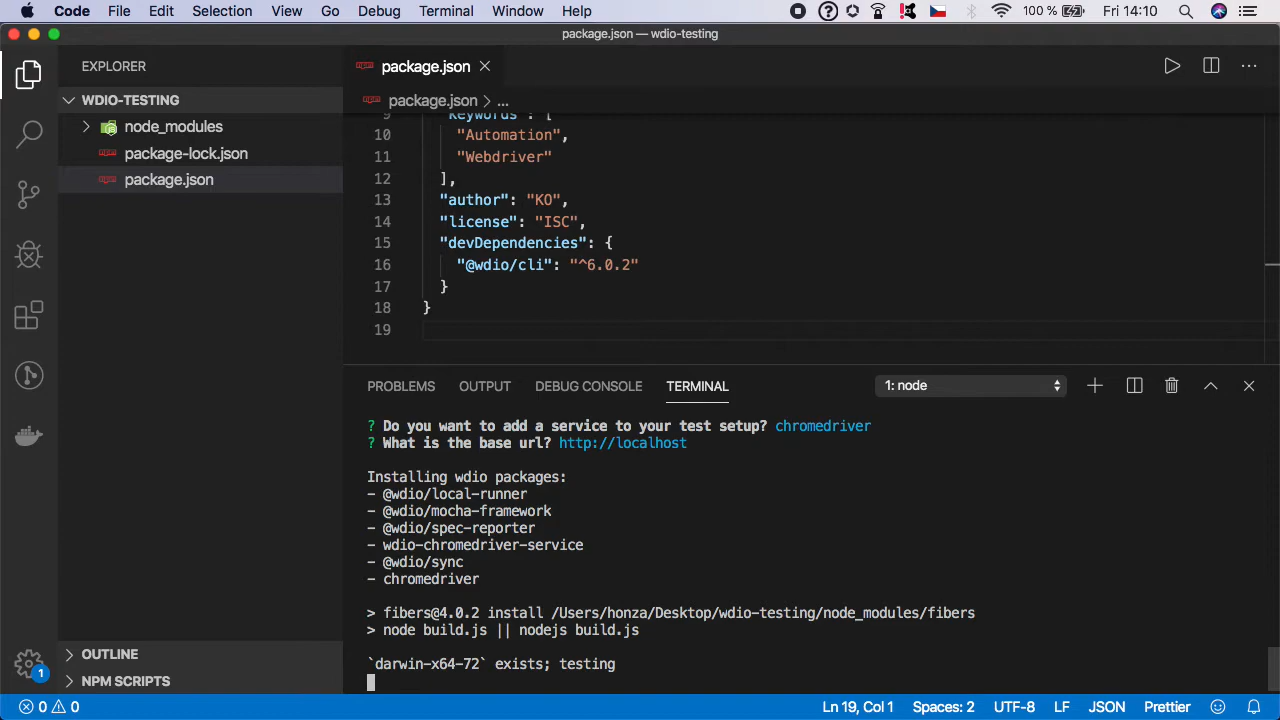 Code File Edit Selection View Go Debug Terminal Window Help 100 % Fri 14:10
package.json — wdio-testing
EXPLORER
package.json
WDIO-TESTING
package.json > ...
node_modules
package-lock.json
package.json
9 "keywords": [
10 "Automation",
11 "Webdriver"
12 ],
13 "author": "KO",
14 "license": "ISC",
15 "devDependencies": {
16 "@wdio/cli": "^6.0.2"
17 }
18 }
19
PROBLEMS OUTPUT DEBUG CONSOLE TERMINAL 1: node
? Do you want to add a service to your test setup? chromedriver
? What is the base url? http://localhost
Installing wdio packages:
- @wdio/local-runner
- @wdio/mocha-framework
- @wdio/spec-reporter
- wdio-chromedriver-service
- @wdio/sync
- chromedriver
> fibers@4.0.2 install /Users/honza/Desktop/wdio-testing/node_modules/fibers
> node build.js || nodejs build.js
`darwin-x64-72` exists; testing
OUTLINE
NPM SCRIPTS
1
0 0 Ln 19, Col 1 Spaces: 2 UTF-8 LF JSON Prettier